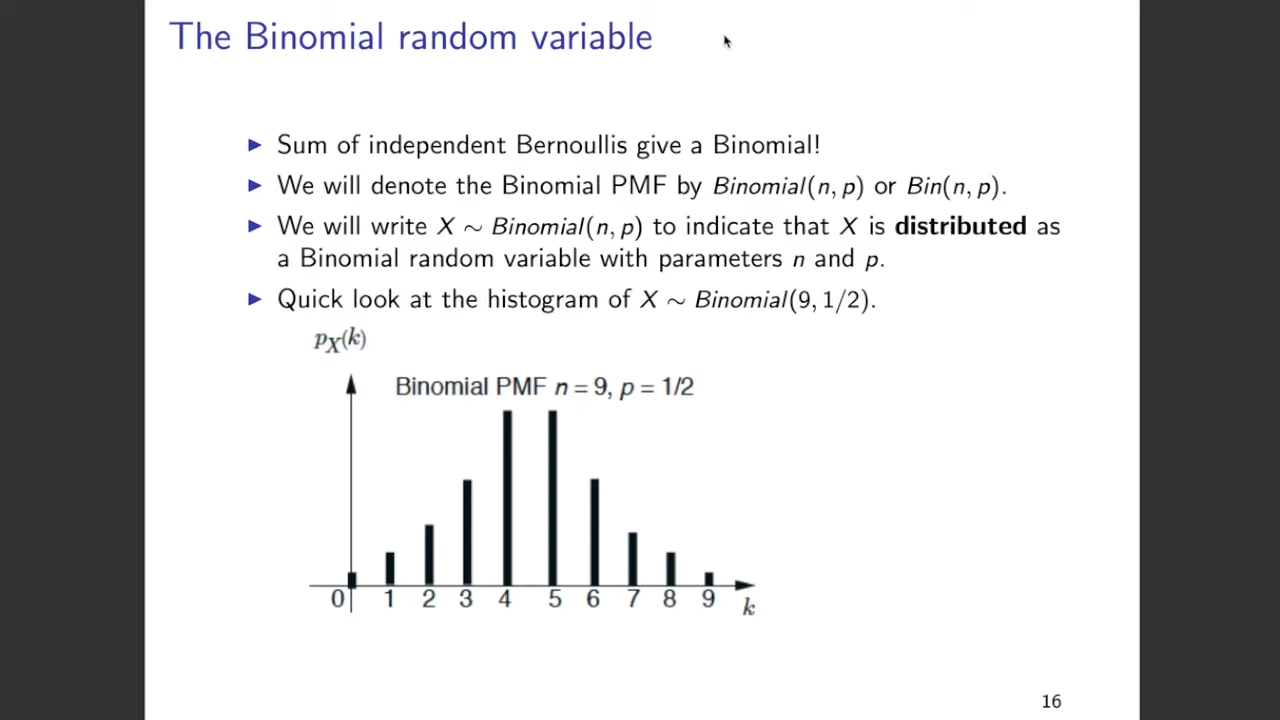 The Binomial random variable
▶ Sum of independent Bernoullis give a Binomial!
▶ We will denote the Binomial PMF by Binomial(n, p) or Bin(n, p).
▶ We will write X ∼ Binomial(n, p) to indicate that X is distributed as
a Binomial random variable with parameters n and p.
▶ Quick look at the histogram of X ∼ Binomial(9, 1/2).
pX(k)
Binomial PMF n = 9, p = 1/2
0 1 2 3 4 5 6 7 8 9 k
16